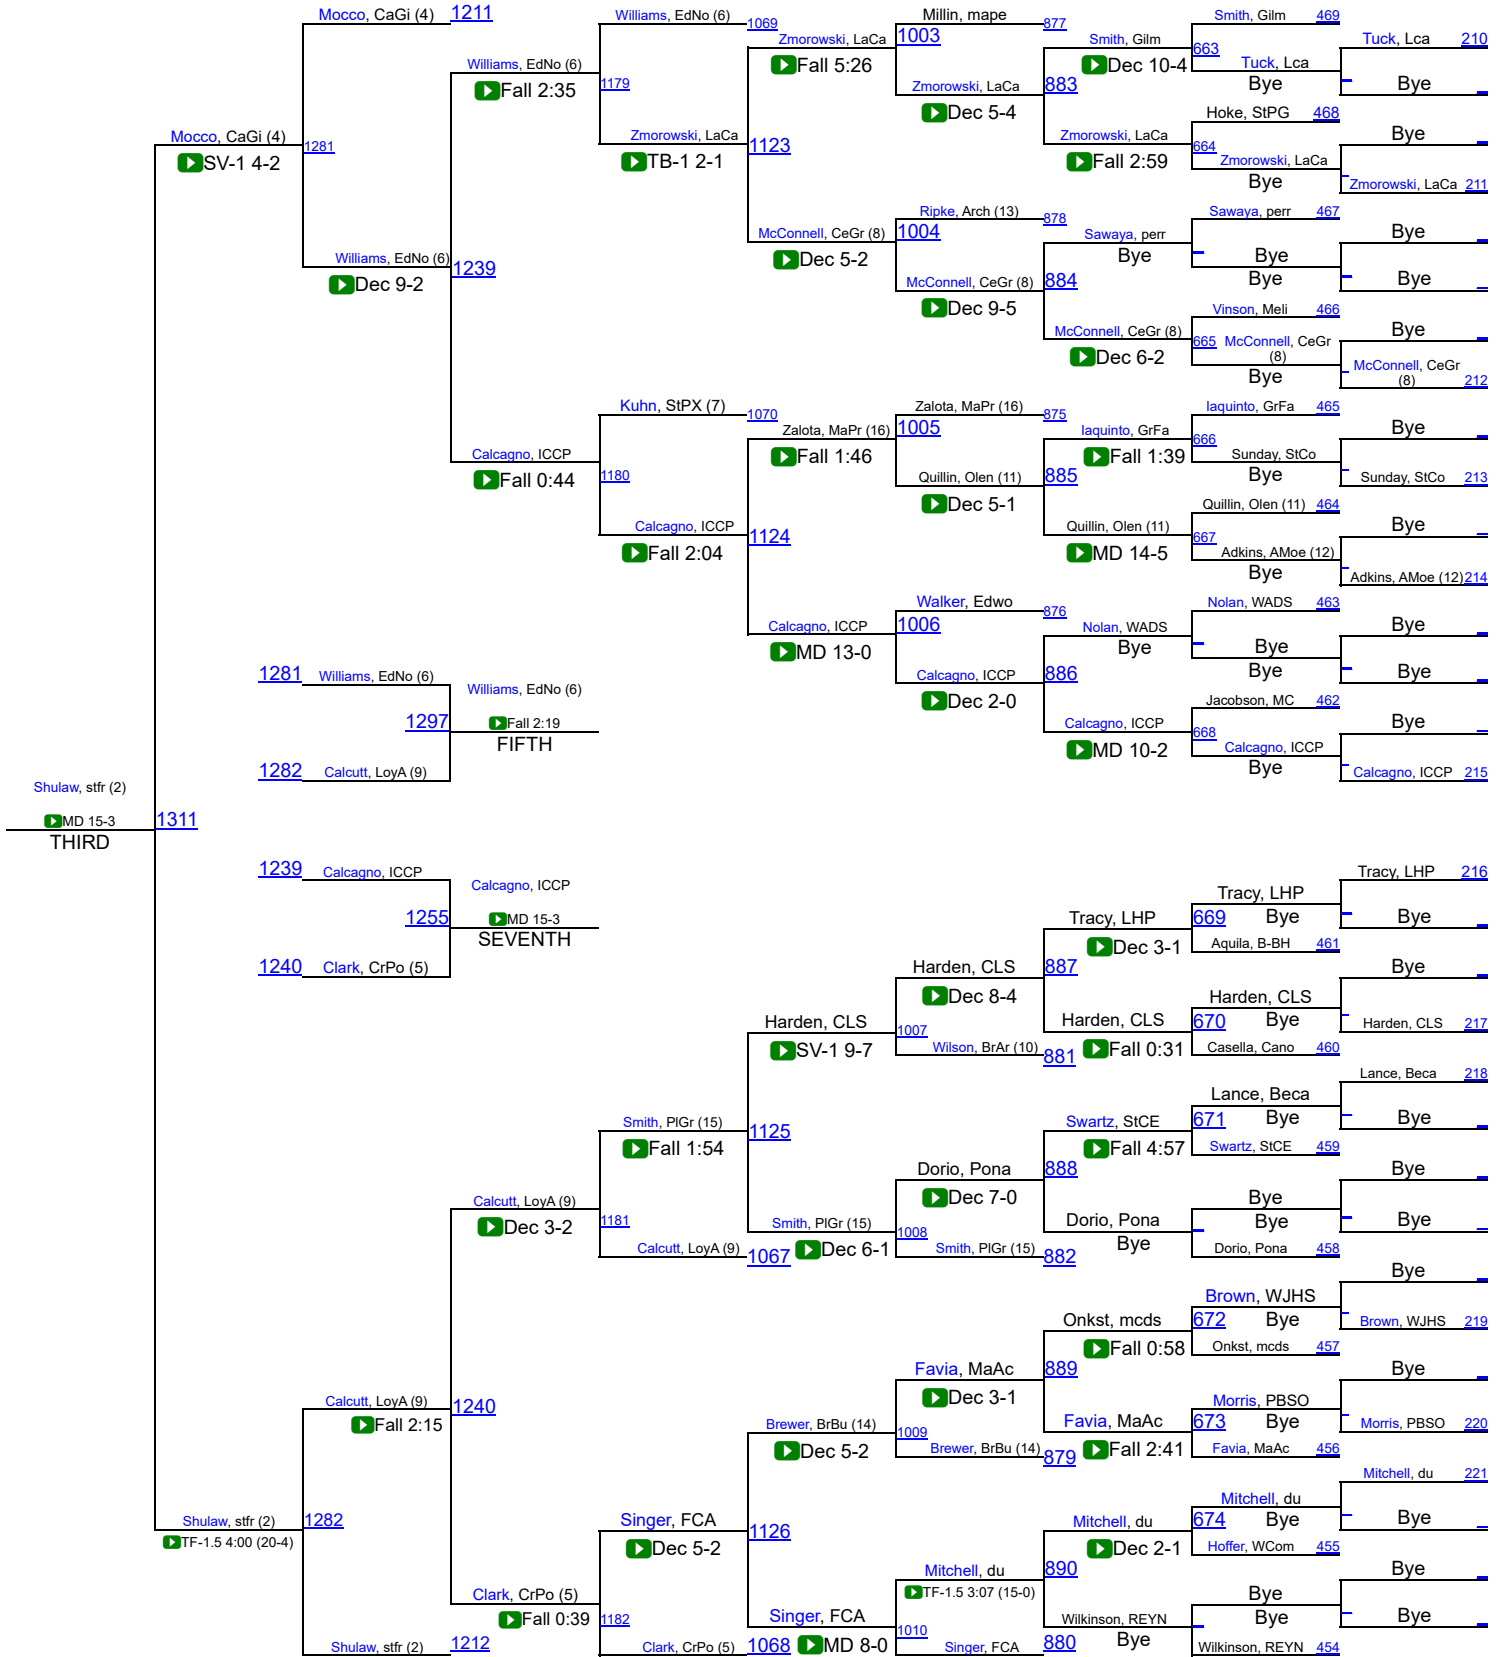 Mocco, CaGi (4) 1211
Mocco, CaGi (4)
SV-1 4-2
1281
Williams, EdNo (6)
Dec 9-2
1239
Williams, EdNo (6)
Fall 2:35
1179
Williams, EdNo (6) 1069
Zmorowski, LaCa
TB-1 2-1
1123
Zmorowski, LaCa
Fall 5:26
1003
Millin, mape 877
Zmorowski, LaCa
Dec 5-4
883
Smith, Gilm
Dec 10-4
663
Smith, Gilm 469
Tuck, Lca
Bye
Tuck, Lca 210
Bye
Zmorowski, LaCa
Fall 2:59
664
Hoke, StPG 468
Zmorowski, LaCa
Bye
Bye
Zmorowski, LaCa 211
McConnell, CeGr (8)
Dec 5-2
1004
Ripke, Arch (13) 878
McConnell, CeGr (8)
Dec 9-5
884
Sawaya, perr
Bye
Sawaya, perr 467
Bye
Bye
Bye
Bye
McConnell, CeGr (8)
Dec 6-2
665
Vinson, Meli 466
McConnell, CeGr
(8)
Bye
Bye
McConnell, CeGr
(8) 212
Calcagno, ICCP
Fall 0:44
1180
Kuhn, StPX (7) 1070
Calcagno, ICCP
Fall 2:04
1124
Zalota, MaPr (16)
Fall 1:46
1005
Zalota, MaPr (16) 875
Quillin, Olen (11)
Dec 5-1
885
Iaquinto, GrFa
Fall 1:39
666
Iaquinto, GrFa 465
Sunday, StCo
Bye
Bye
Sunday, StCo 213
Quillin, Olen (11)
MD 14-5
667
Quillin, Olen (11) 464
Adkins, AMoe (12)
Bye
Bye
Adkins, AMoe (12) 214
Calcagno, ICCP
MD 13-0
1006
Walker, Edwo 876
Calcagno, ICCP
Dec 2-0
886
Nolan, WADS
Bye
Nolan, WADS 463
Bye
Bye
Bye
Bye
Calcagno, ICCP
MD 10-2
668
Jacobson, MC 462
Calcagno, ICCP
Bye
Bye
Calcagno, ICCP 215
1281 Williams, EdNo (6)
Williams, EdNo (6)
1297
Fall 2:19
FIFTH
1282 Calcutt, LoyA (9)
Shulaw, stfr (2)
MD 15-3
THIRD
1311
1239 Calcagno, ICCP
Calcagno, ICCP
1255
MD 15-3
SEVENTH
1240 Clark, CrPo (5)
Shulaw, stfr (2)
TF-1.5 4:00 (20-4)
1282
Calcutt, LoyA (9)
Fall 2:15
1240
Calcutt, LoyA (9)
Dec 3-2
1181
Smith, PlGr (15)
Fall 1:54
1125
Harden, CLS
SV-1 9-7
1007
Harden, CLS
Dec 8-4
887
Tracy, LHP
Dec 3-1
669
Tracy, LHP
Bye
Aquila, B-BH 461
Tracy, LHP 216
Bye
Harden, CLS
Fall 0:31
670
Harden, CLS
Bye
Casella, Cano 460
Bye
Harden, CLS 217
Wilson, BrAr (10) 881
Smith, PlGr (15)
Dec 6-1
1008
Dorio, Pona
Dec 7-0
888
Swartz, StCE
Fall 4:57
671
Lance, Beca
Bye
Swartz, StCE 459
Lance, Beca 218
Bye
Dorio, Pona
Bye
Bye
Bye
Dorio, Pona 458
Bye
Bye
Smith, PlGr (15) 882
Calcutt, LoyA (9) 1067
Clark, CrPo (5)
Fall 0:39
1182
Singer, FCA
Dec 5-2
1126
Brewer, BrBu (14)
Dec 5-2
1009
Favia, MaAc
Dec 3-1
889
Onkst, mcds
Fall 0:58
672
Brown, WJHS
Bye
Onkst, mcds 457
Bye
Brown, WJHS 219
Favia, MaAc
Fall 2:41
673
Morris, PBSO
Bye
Favia, MaAc 456
Bye
Morris, PBSO 220
Brewer, BrBu (14) 879
Singer, FCA
MD 8-0
1010
Mitchell, du
TF-1.5 3:07 (15-0)
890
Mitchell, du
Dec 2-1
674
Mitchell, du
Bye
Hoffer, WCom 455
Mitchell, du 221
Bye
Wilkinson, REYN
Bye
Bye
Bye
Wilkinson, REYN 454
Bye
Bye
Singer, FCA 880
Clark, CrPo (5) 1068
Shulaw, stfr (2) 1212